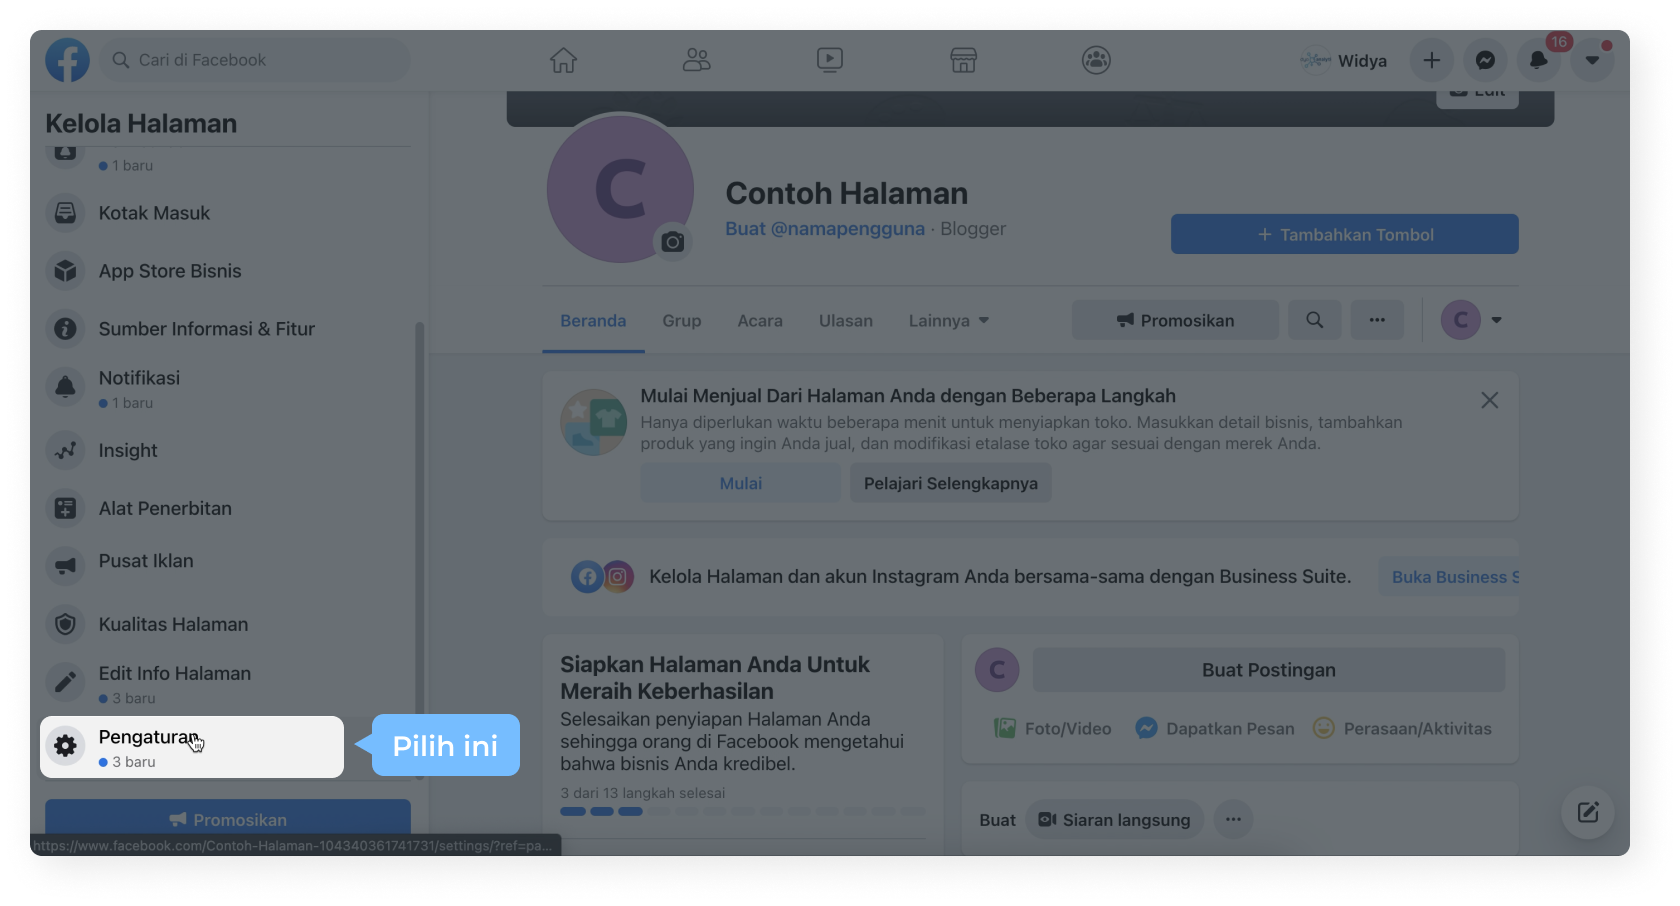 Cari di Facebook
16
Widya
Edit
Kelola Halaman
1 baru
Kotak Masuk
App Store Bisnis
Sumber Informasi & Fitur
Notifikasi
1 baru
Insight
Alat Penerbitan
Pusat Iklan
Kualitas Halaman
Edit Info Halaman
3 baru
Pengaturan
3 baru
Pilih ini
Promosikan
https://www.facebook.com/Contoh-Halaman-104340361741731/settings/?ref=pa...
C
Contoh Halaman
Buat @namapengguna · Blogger
+ Tambahkan Tombol
Beranda
Grup
Acara
Ulasan
Lainnya
Promosikan
C
Mulai Menjual Dari Halaman Anda dengan Beberapa Langkah
Hanya diperlukan waktu beberapa menit untuk menyiapkan toko. Masukkan detail bisnis, tambahkan
produk yang ingin Anda jual, dan modifikasi etalase toko agar sesuai dengan merek Anda.
Mulai
Pelajari Selengkapnya
Kelola Halaman dan akun Instagram Anda bersama-sama dengan Business Suite.
Buka Business S
Siapkan Halaman Anda Untuk
Meraih Keberhasilan
Selesaikan penyiapan Halaman Anda
sehingga orang di Facebook mengetahui
bahwa bisnis Anda kredibel.
3 dari 13 langkah selesai
C
Buat Postingan
Foto/Video
Dapatkan Pesan
Perasaan/Aktivitas
Buat
Siaran langsung